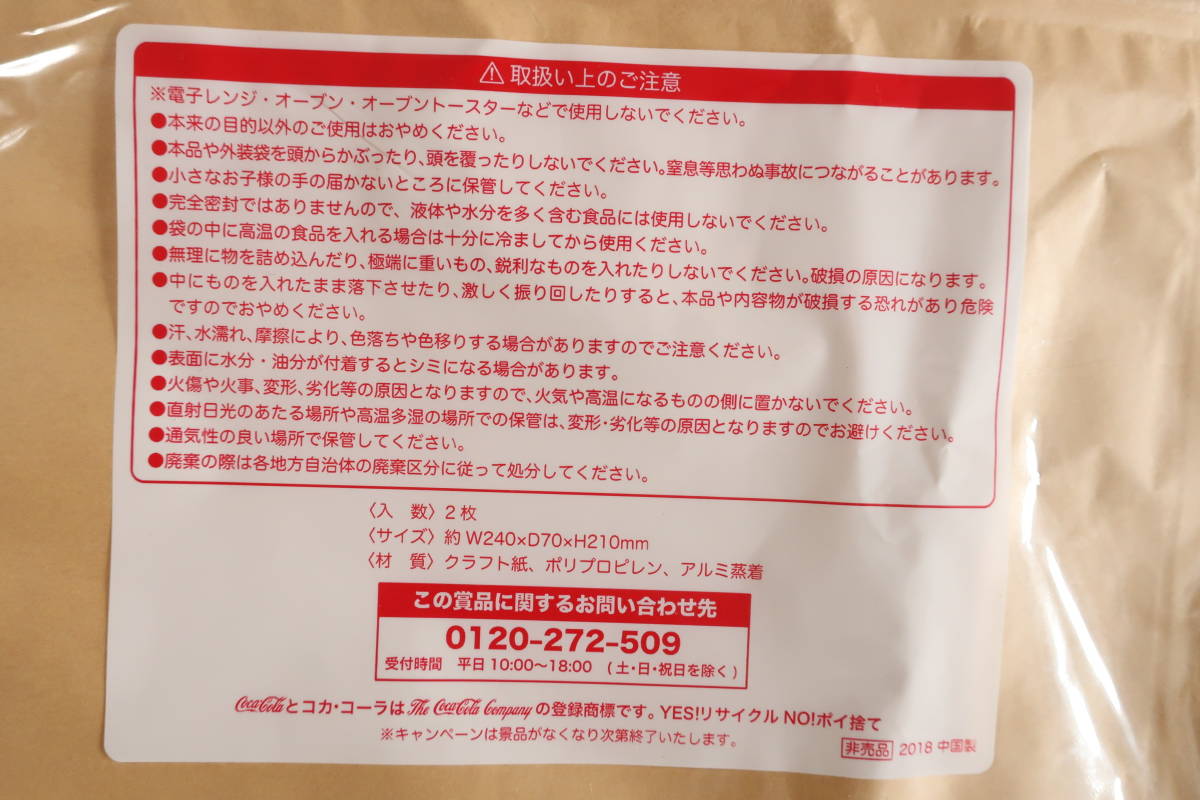 ⚠ 取扱い上のご注意
※電子レンジ・オーブン・オーブントースターなどで使用しないでください。
●本来の目的以外のご使用はおやめください。
●本品や外装袋を頭からかぶったり、頭を覆ったりしないでください。窒息等思わぬ事故につながることがあります。
●小さなお子様の手の届かないところに保管してください。
●完全密封ではありませんので、液体や水分を多く含む食品には使用しないでください。
●袋の中に高温の食品を入れる場合は十分に冷ましてから使用ください。
●無理に物を詰め込んだり、極端に重いもの、鋭利なものを入れたりしないでください。破損の原因になります。
●中にものを入れたまま落下させたり、激しく振り回したりすると、本品や内容物が破損する恐れがあり危険
ですのでおやめください。
●汗、水濡れ、摩擦により、色落ちや色移りする場合がありますのでご注意ください。
●表面に水分・油分が付着するとシミになる場合があります。
●火傷や火事、変形、劣化等の原因となりますので、火気や高温になるものの側に置かないでください。
●直射日光のあたる場所や高温多湿の場所での保管は、変形・劣化等の原因となりますのでお避けください。
●通気性の良い場所で保管してください。
●廃棄の際は各地方自治体の廃棄区分に従って処分してください。
〈入 数〉2枚
〈サイズ〉約 W240×D70×H210mm
〈材 質〉クラフト紙、ポリプロピレン、アルミ蒸着
この賞品に関するお問い合わせ先
0120-272-509
受付時間 平日 10:00〜18:00 (土・日・祝日を除く)
Coca-Colaとコカ・コーラは The Coca-Cola Company の登録商標です。YES!リサイクル NO!ポイ捨て
※キャンペーンは景品がなくなり次第終了いたします。
非売品 2018 中国製